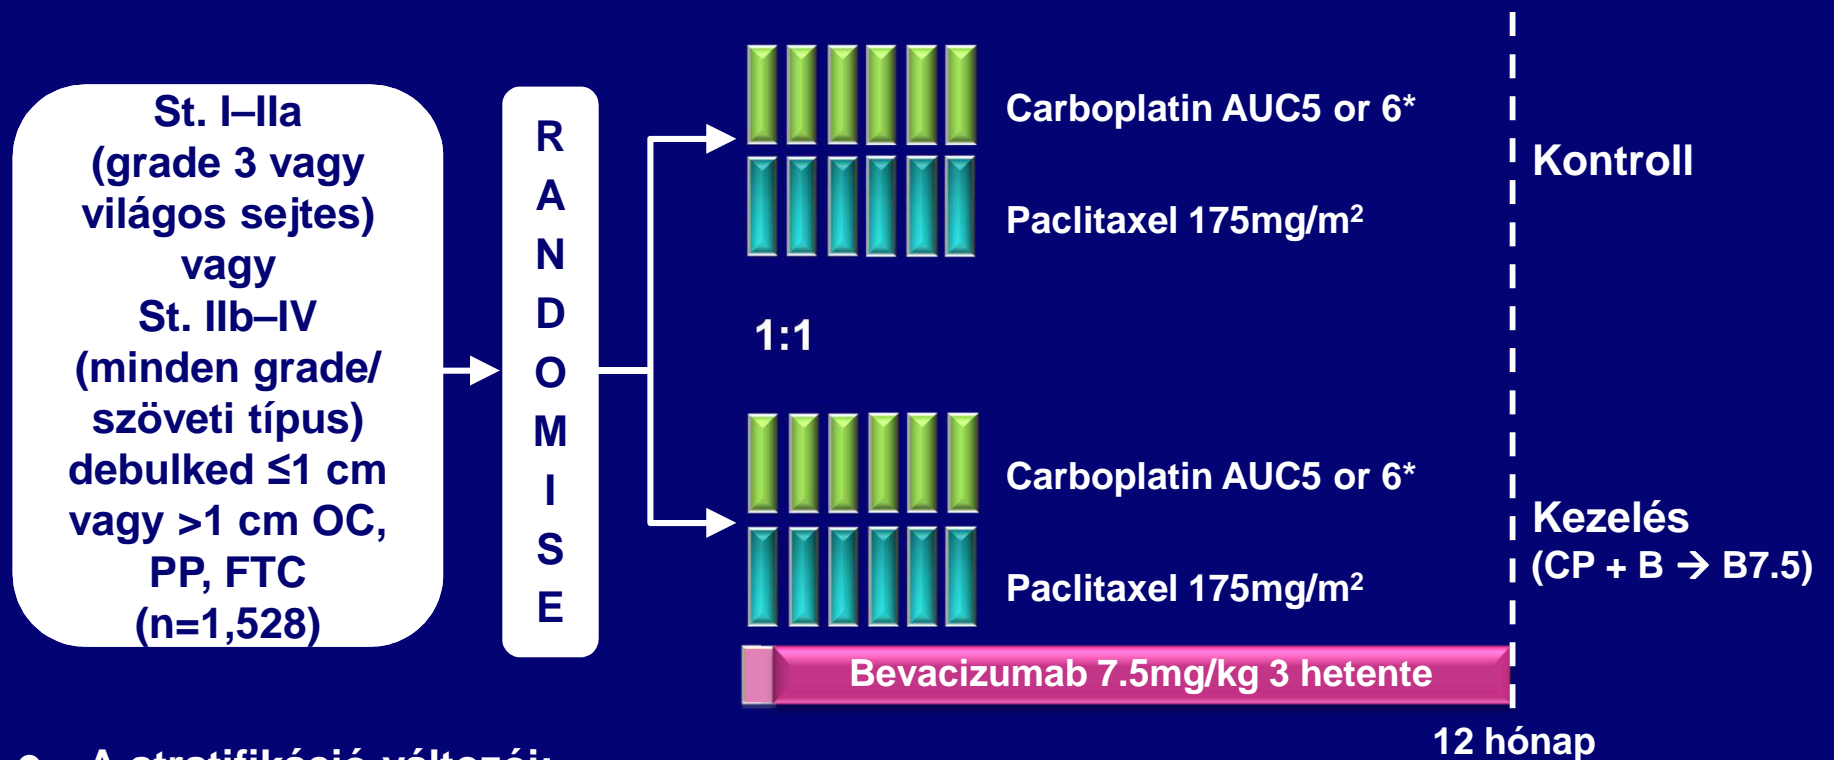 St. I–IIa
(grade 3 vagy
világos sejtes)
vagy
St. IIb–IV
(minden grade/
szöveti típus)
debulked ≤1 cm
vagy >1 cm OC,
PP, FTC
(n=1,528)
R
A
N
D
O
M
I
S
E
Carboplatin AUC5 or 6*
Paclitaxel 175mg/m²
Kontroll
1:1
Carboplatin AUC5 or 6*
Paclitaxel 175mg/m²
Kezelés
(CP + B → B7.5)
Bevacizumab 7.5mg/kg 3 hetente
12 hónap
• A stratifikáció változói: